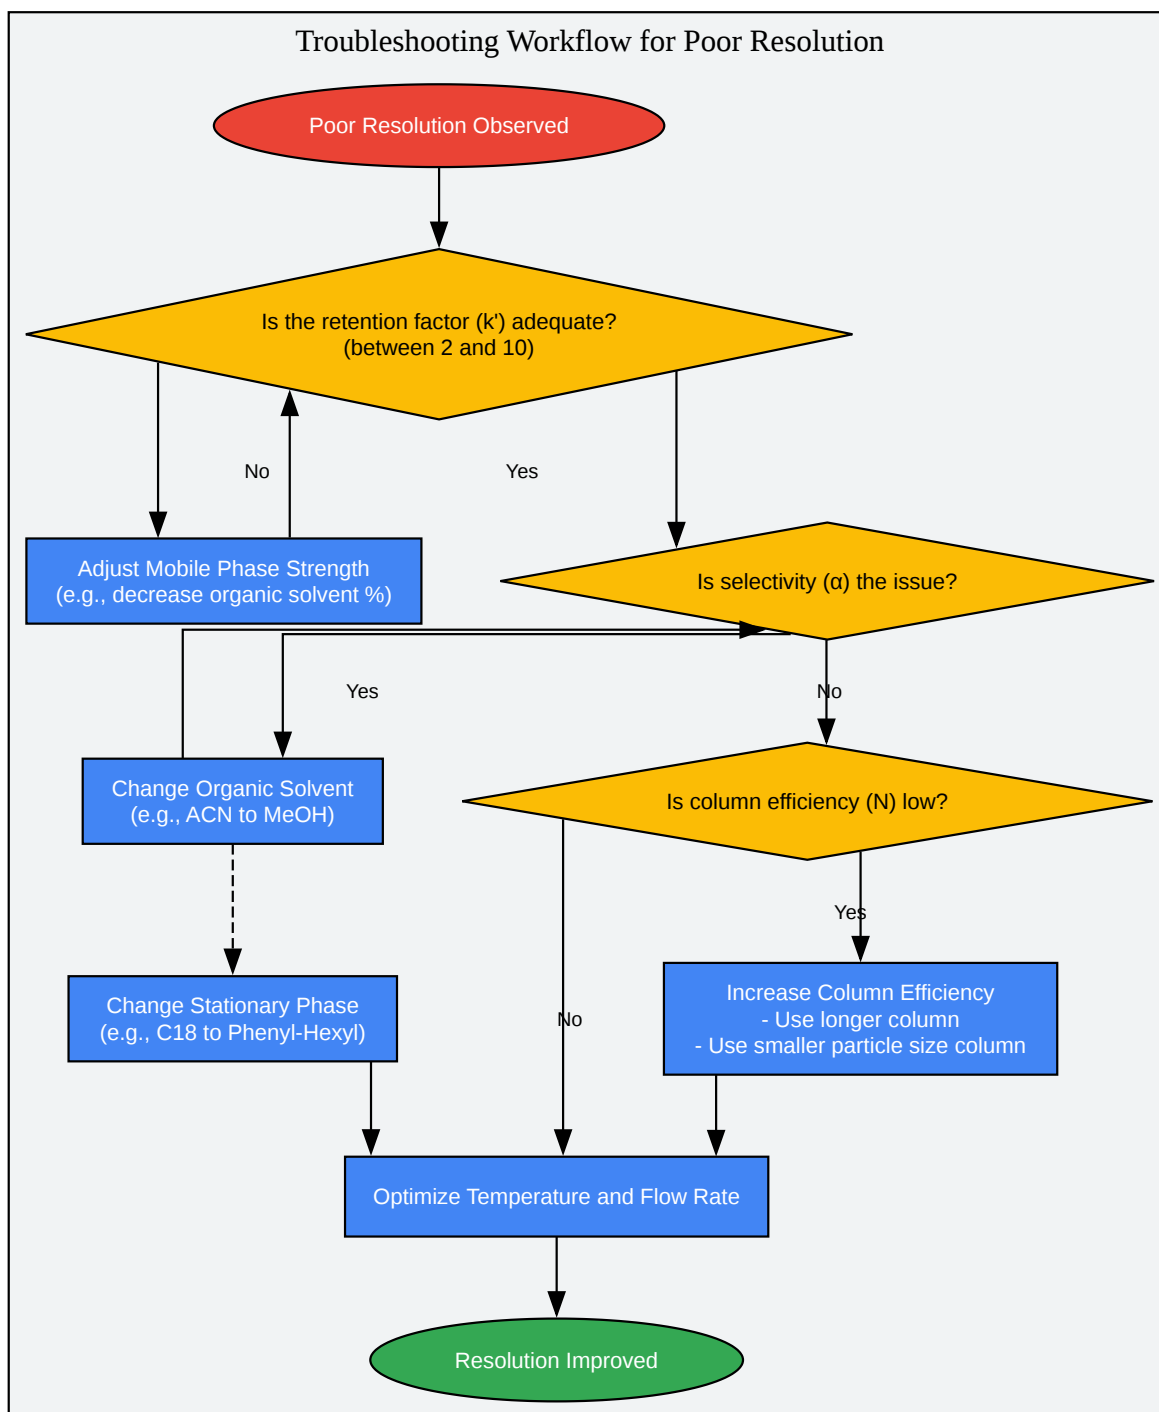 Troubleshooting Workflow for Poor Resolution
Poor Resolution Observed
Is the retention factor (k') adequate?
(between 2 and 10)
No
Yes
Adjust Mobile Phase Strength
(e.g., decrease organic solvent %)
Is selectivity (α) the issue?
Yes
No
Change Organic Solvent
(e.g., ACN to MeOH)
Is column efficiency (N) low?
Yes
Change Stationary Phase
(e.g., C18 to Phenyl-Hexyl)
Increase Column Efficiency
- Use longer column
- Use smaller particle size column
No
Optimize Temperature and Flow Rate
Resolution Improved